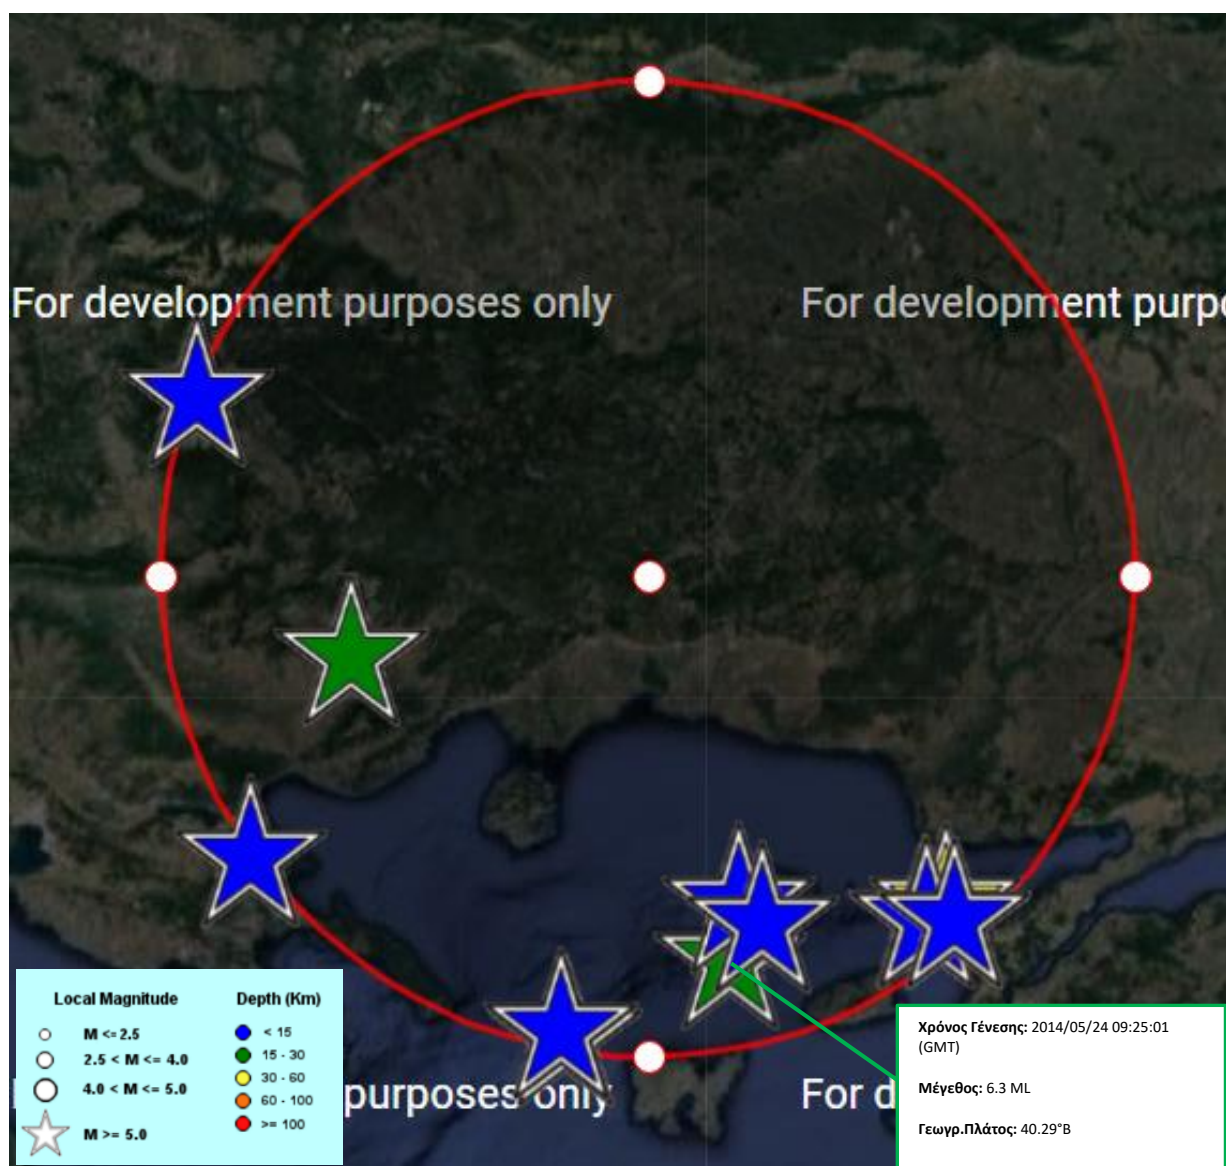 For development purposes only
For development purpo
Local Magnitude
Depth (Km)
M <= 2.5
2.5 < M <= 4.0
4.0 < M <= 5.0
M >= 5.0
< 15
15 - 30
30 - 60
60 - 100
>= 100
purposes only
For d
Χρόνος Γένεσης: 2014/05/24 09:25:01
(GMT)
Μέγεθος: 6.3 ML
Γεωγρ.Πλάτος: 40.29°Β